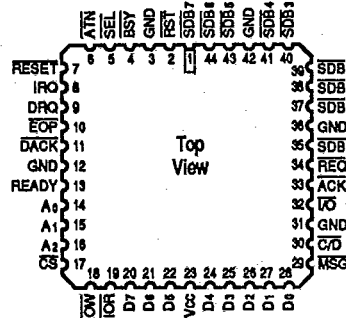 ATN SEL BSY GND RST SDB7 SDB6 SDB5 GND SDB4 SDB3
6 5 4 3 2 1 44 43 42 41 40
RESET 7
IRQ 8
DRQ 9
EOP 10
DACK 11
GND 12
READY 13
A0 14
A1 15
A2 16
CS 17
Top
View
39 SDB
38 SDB
37 SDB
36 GND
35 SDB
34 REQ
33 ACK
32 I/O
31 GND
30 C/D
29 MSG
18 19 20 21 22 23 24 25 26 27 28
IOW IOR D7 D6 D5 VCC D4 D3 D2 D1 D0